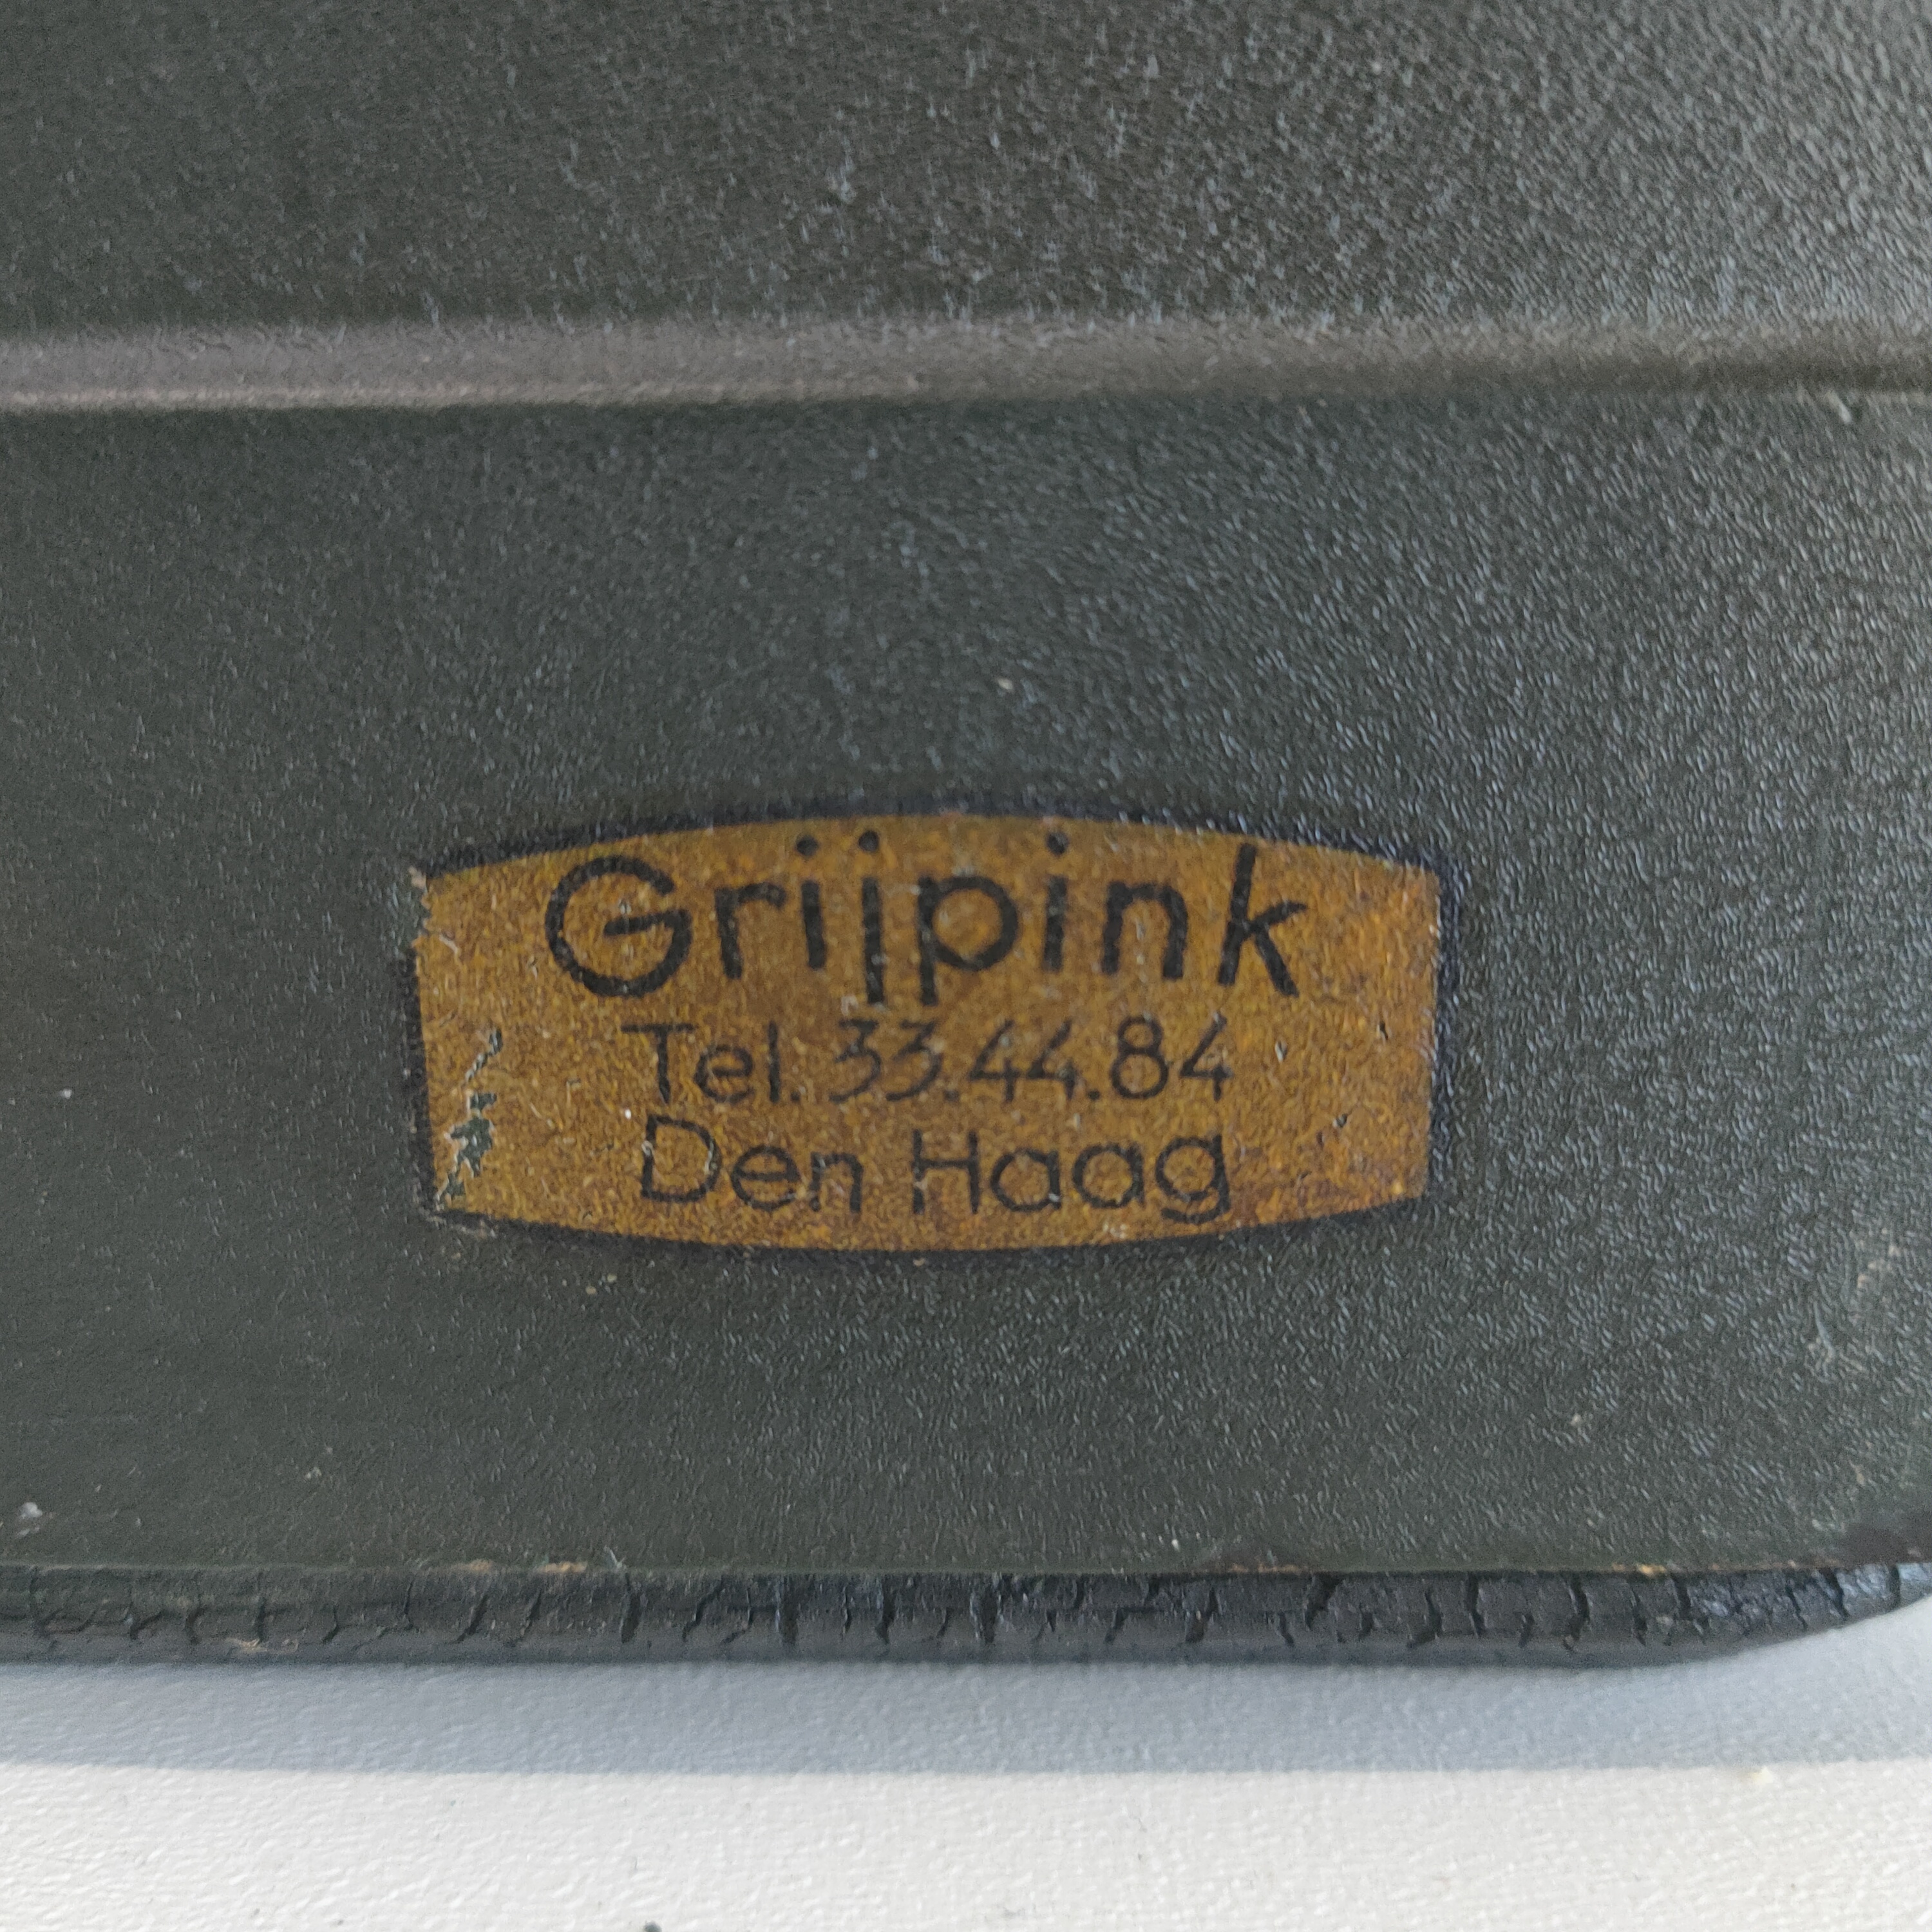 Grijpink
Tel. 33.44.84
Den Haag